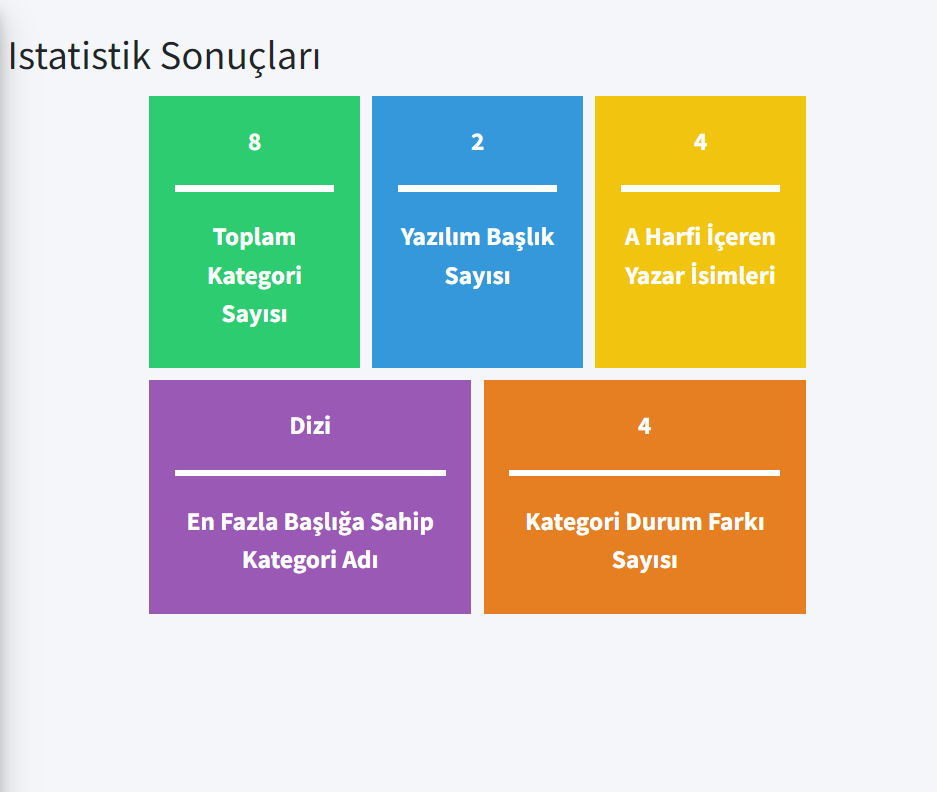 Istatistik Sonuçları
8
Toplam
Kategori
Sayısı
2
Yazılım Başlık
Sayısı
4
A Harfi İçeren
Yazar İsimleri
Dizi
En Fazla Başlığa Sahip
Kategori Adı
4
Kategori Durum Farkı
Sayısı